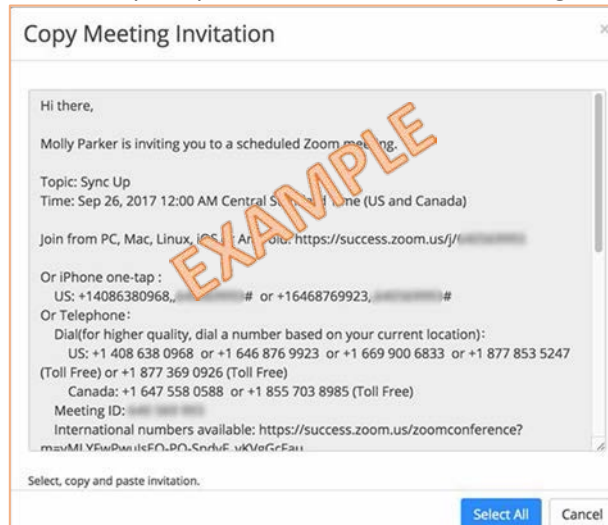 Copy Meeting Invitation
Hi there,
Molly Parker is inviting you to a scheduled Zoom meeting.
Topic: Sync Up
Time: Sep 26, 2017 12:00 AM Central Standard Time (US and Canada)
Join from PC, Mac, Linux, iOS or Android: https://success.zoom.us/j/
Or iPhone one-tap :
US: +14086380968,, # or +16468769923, #
Or Telephone:
Dial(for higher quality, dial a number based on your current location):
US: +1 408 638 0968 or +1 646 876 9923 or +1 669 900 6833 or +1 877 853 5247
(Toll Free) or +1 877 369 0926 (Toll Free)
Canada: +1 647 558 0588 or +1 855 703 8985 (Toll Free)
Meeting ID:
International numbers available: https://success.zoom.us/zoomconference?
EXAMPLE
Select, copy and paste invitation.
Select All Cancel